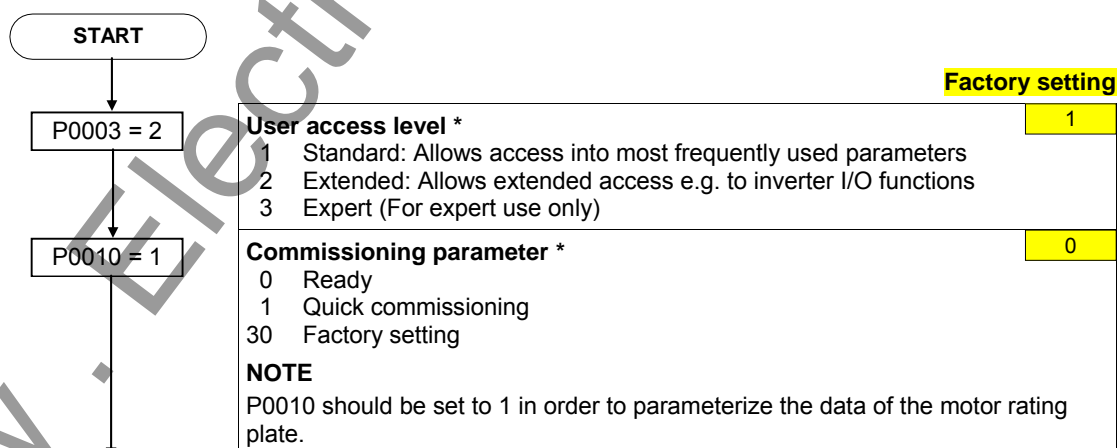 START
Factory setting
P0003 = 2
User access level *
1
1 Standard: Allows access into most frequently used parameters
2 Extended: Allows extended access e.g. to inverter I/O functions
3 Expert (For expert use only)
P0010 = 1
Commissioning parameter *
0
0 Ready
1 Quick commissioning
30 Factory setting
NOTE
P0010 should be set to 1 in order to parameterize the data of the motor rating
plate.